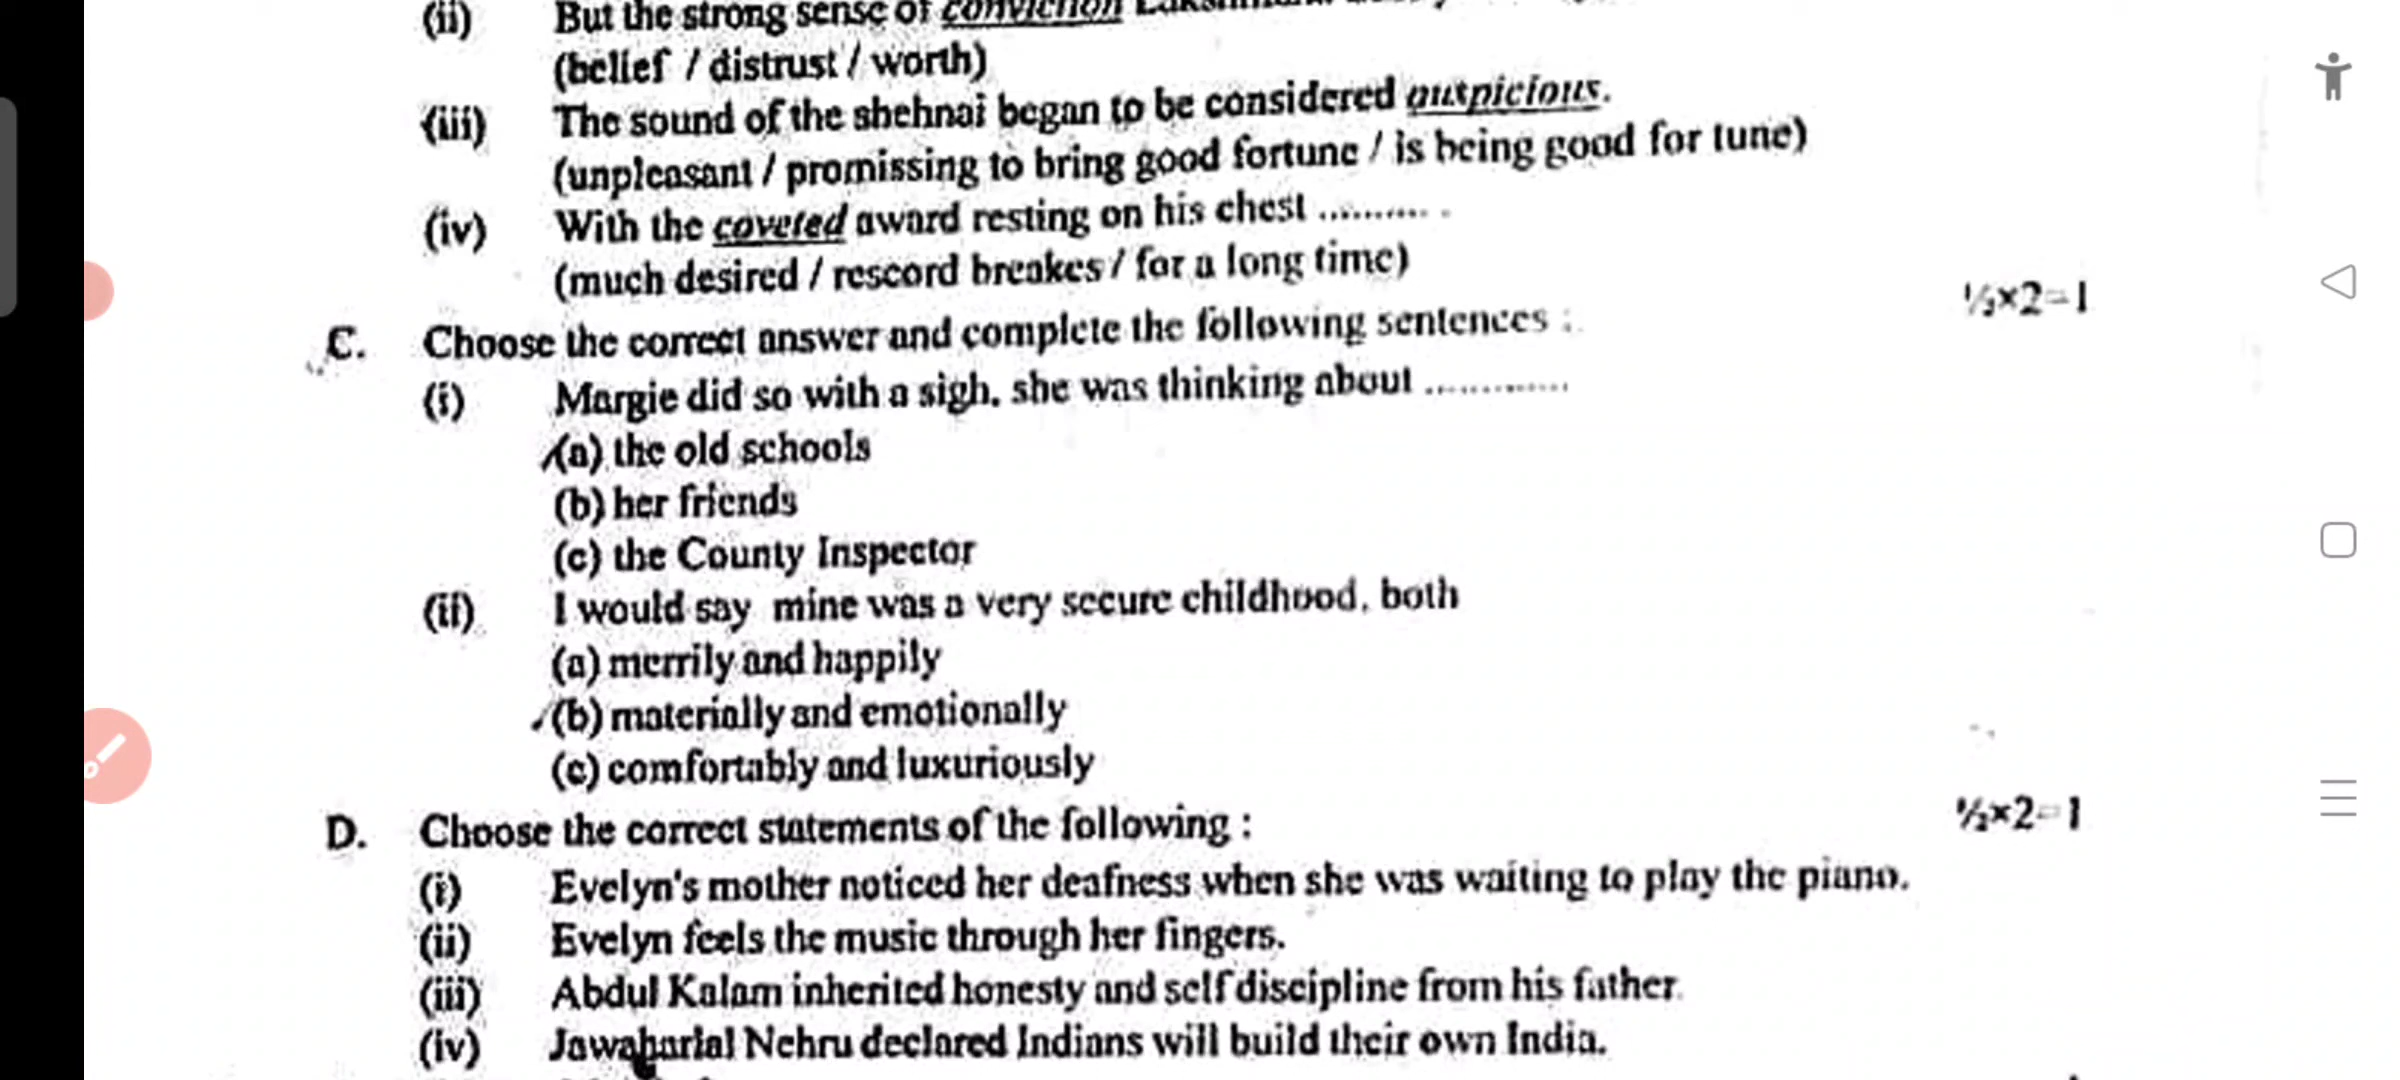 (ii) But the strong sense of conviction
(belief / distrust / worth)
(iii) The sound of the shehnai began to be considered auspicious.
(unpleasant / promissing to bring good fortune / is being good for tune)
(iv) With the coveted award resting on his chest ..........
(much desired / rescord breakes / for a long time)
C. Choose the correct answer and complete the following sentences : ½×2=1
(i) Margie did so with a sigh. she was thinking about .............
(a) the old schools
(b) her friends
(c) the County Inspector
(ii) I would say mine was a very secure childhood, both
(a) merrily and happily
(b) materially and emotionally
(c) comfortably and luxuriously
D. Choose the correct statements of the following : ½×2=1
(i) Evelyn's mother noticed her deafness when she was waiting to play the piano.
(ii) Evelyn feels the music through her fingers.
(iii) Abdul Kalam inherited honesty and self discipline from his father.
(iv) Jawaharlal Nehru declared Indians will build their own India.